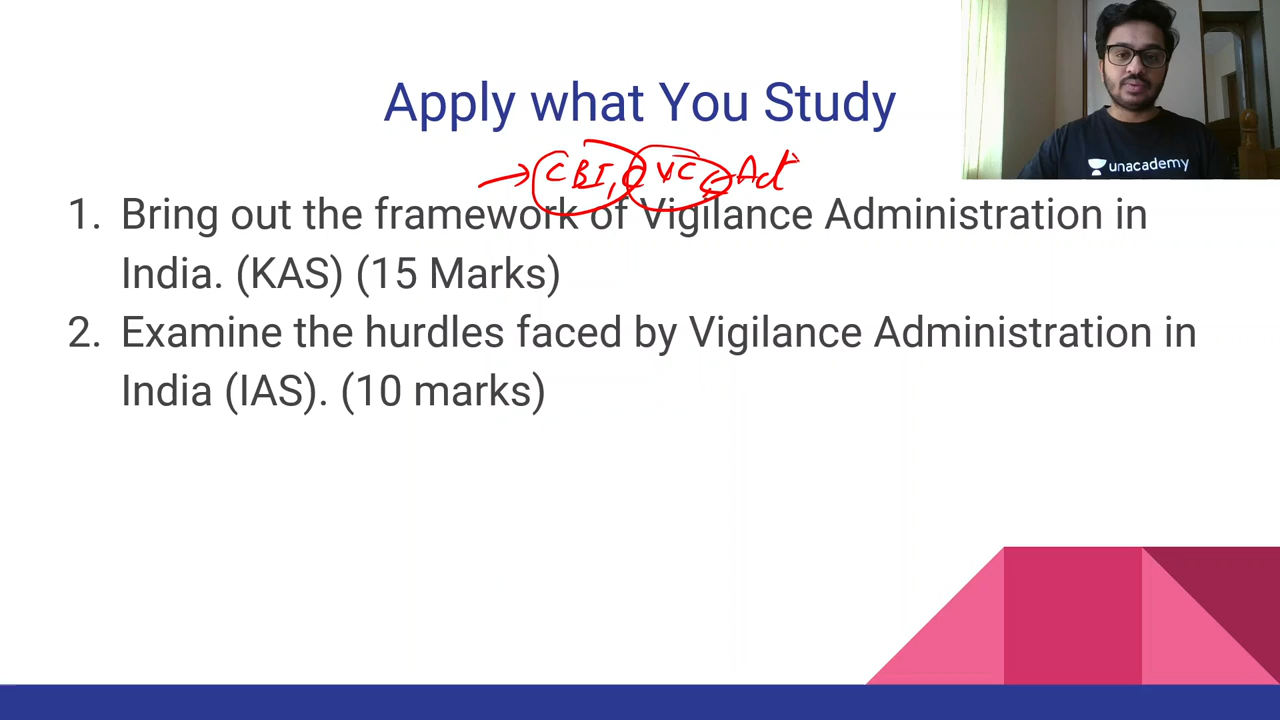 Apply what You Study
→ CBI, CVC ← Act
unacademy
1. Bring out the framework of Vigilance Administration in
India. (KAS) (15 Marks)
2. Examine the hurdles faced by Vigilance Administration in
India (IAS). (10 marks)